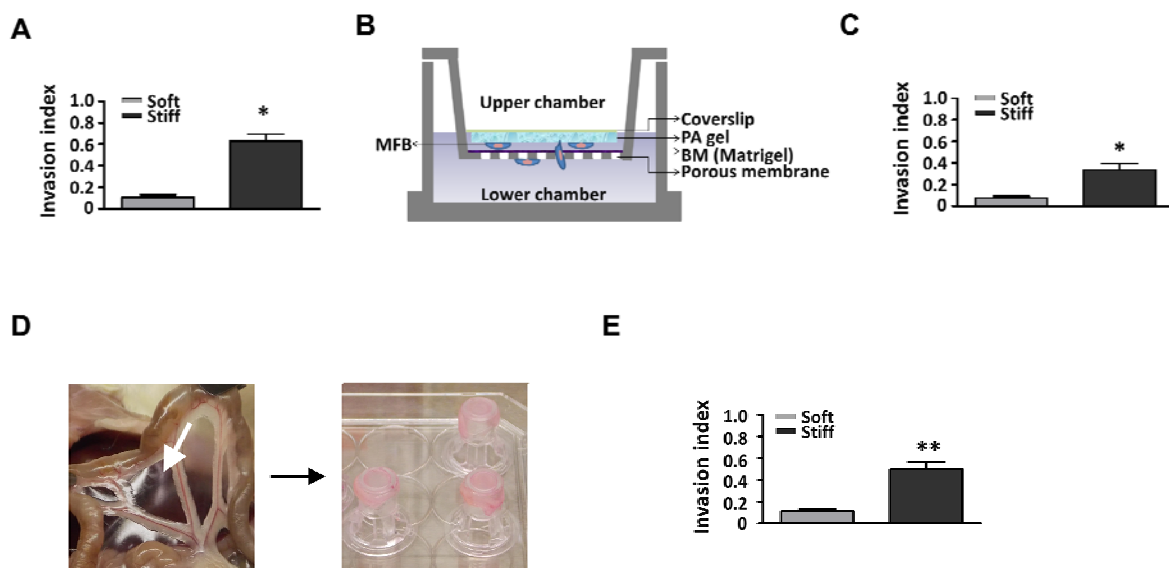 A
Invasion index
1.0
0.8
0.6
0.4
0.2
0
Soft
Stiff
*
B
Upper chamber
MFB
Coverslip
PA gel
BM (Matrigel)
Porous membrane
Lower chamber
C
Invasion index
1.0
0.8
0.6
0.4
0.2
0
Soft
Stiff
*
D
E
Invasion index
1.0
0.8
0.6
0.4
0.2
0
Soft
Stiff
**